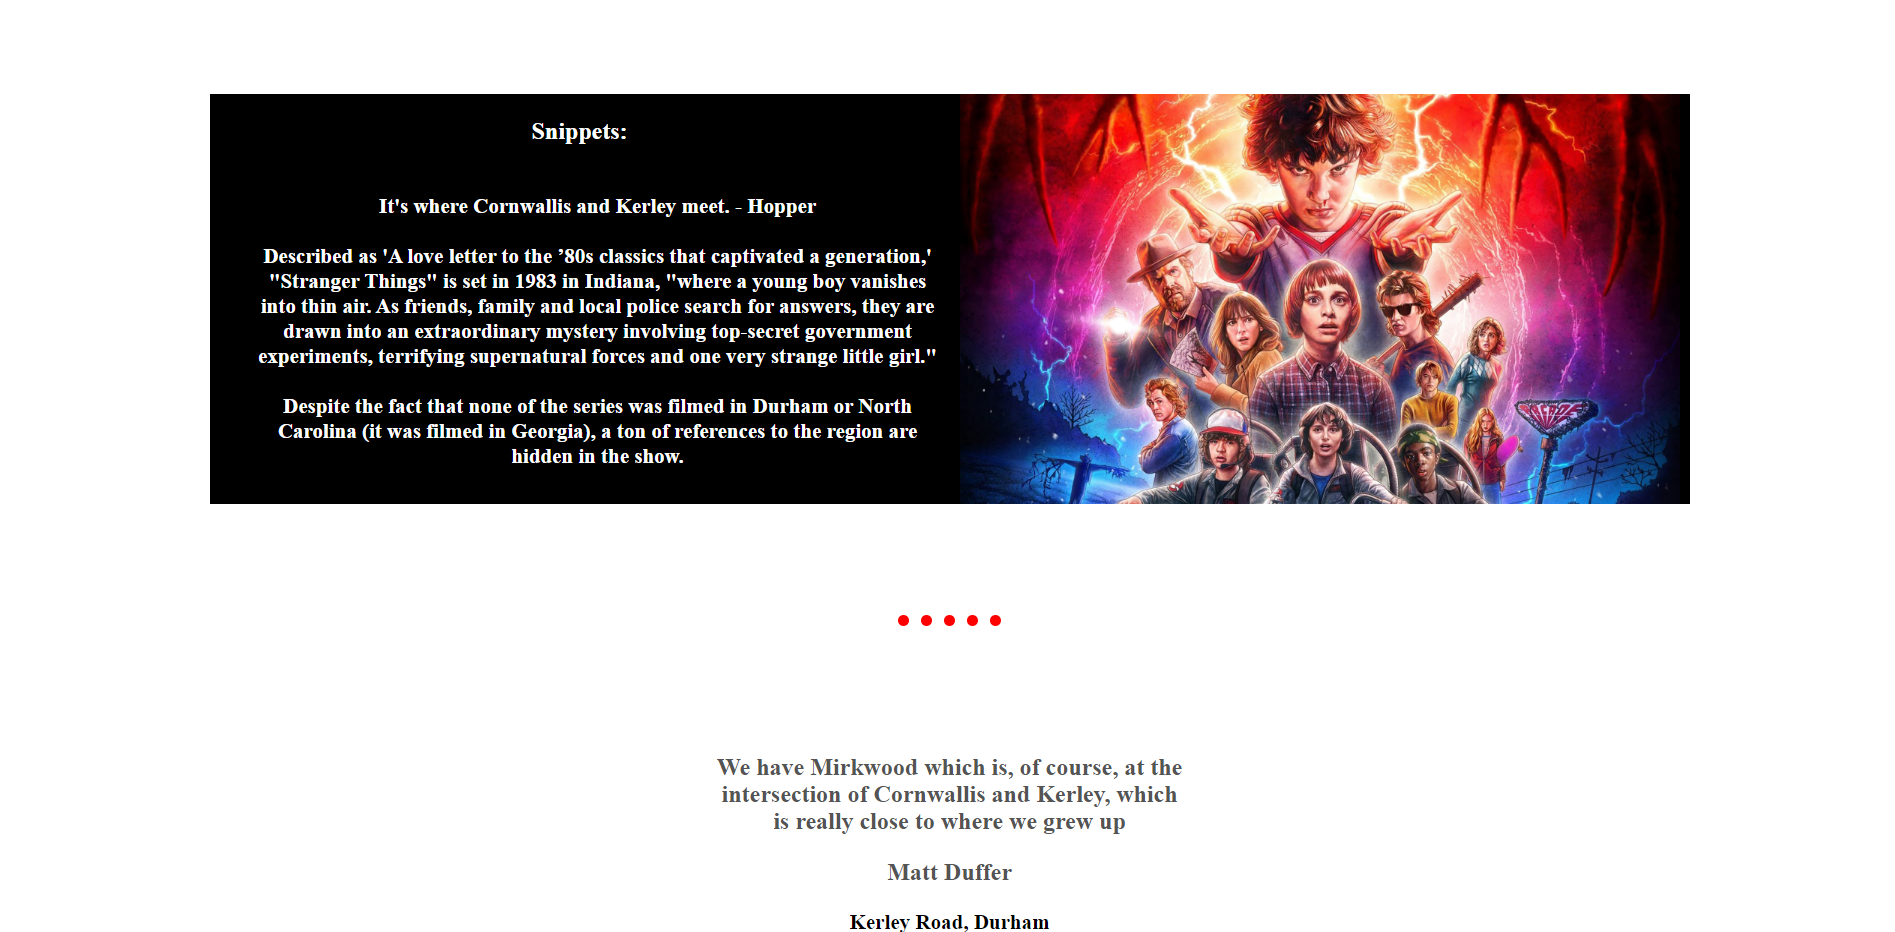 Snippets:
It's where Cornwallis and Kerley meet. - Hopper
Described as 'A love letter to the ’80s classics that captivated a generation,'
"Stranger Things" is set in 1983 in Indiana, "where a young boy vanishes
into thin air. As friends, family and local police search for answers, they are
drawn into an extraordinary mystery involving top-secret government
experiments, terrifying supernatural forces and one very strange little girl."
Despite the fact that none of the series was filmed in Durham or North
Carolina (it was filmed in Georgia), a ton of references to the region are
hidden in the show.
We have Mirkwood which is, of course, at the
intersection of Cornwallis and Kerley, which
is really close to where we grew up
Matt Duffer
Kerley Road, Durham